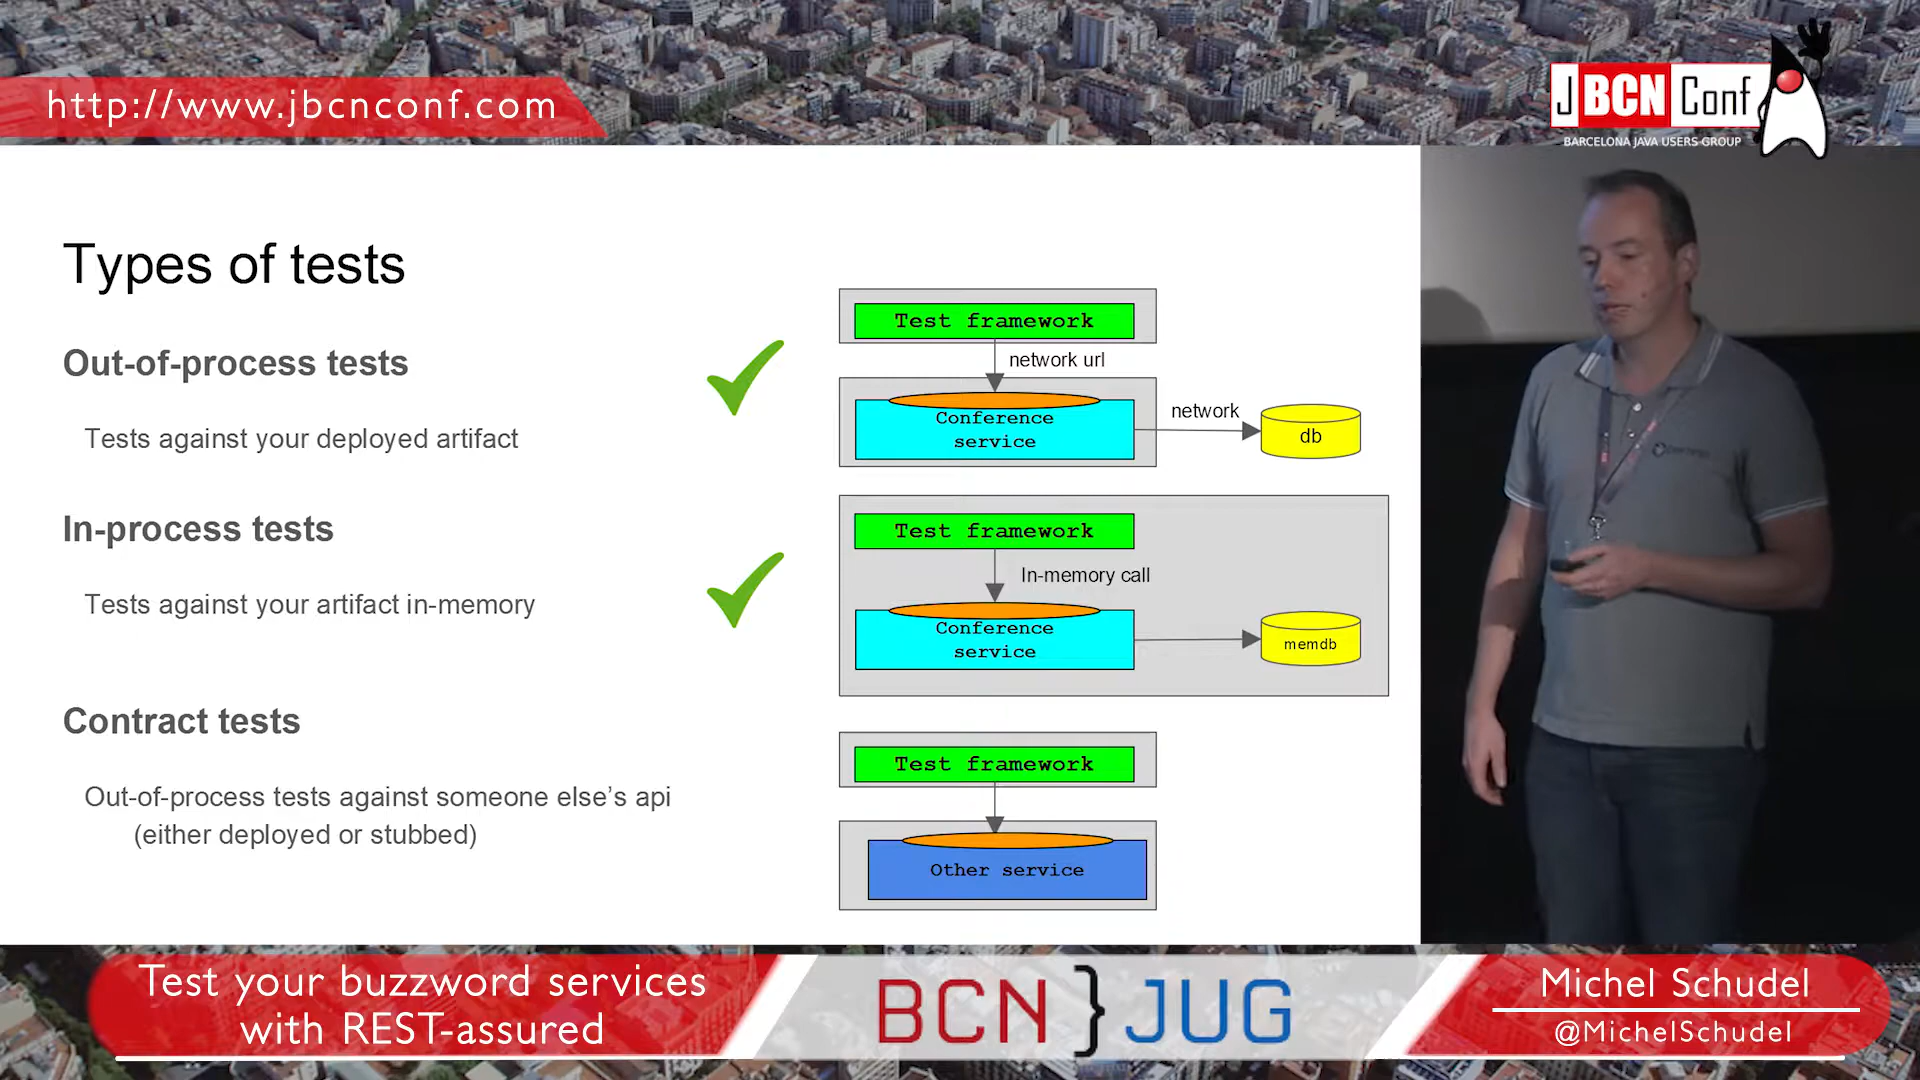 http://www.jbcnconf.com
JBCNConf
BARCELONA JAVA USERS GROUP
Types of tests
Out-of-process tests
Tests against your deployed artifact
In-process tests
Tests against your artifact in-memory
Contract tests
Out-of-process tests against someone else’s api
(either deployed or stubbed)
Test framework
network url
Conference
service
network
db
Test framework
In-memory call
Conference
service
memdb
Test framework
Other service
Test your buzzword services
with REST-assured
BCN}JUG
Michel Schudel
@MichelSchudel